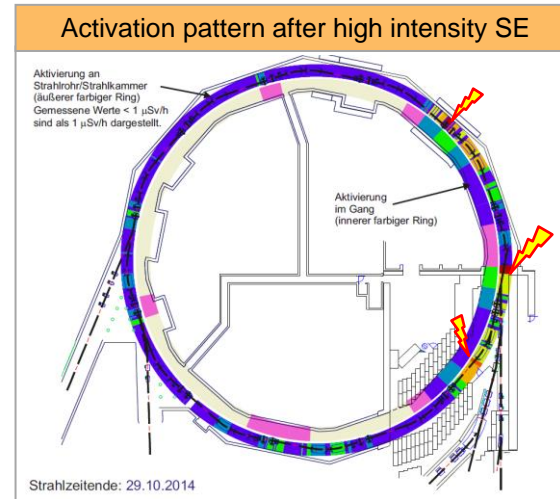 Activation pattern after high intensity SE
Aktivierung an
Strahlrohr/Strahlkammer
(äußerer farbiger Ring)
Gemessene Werte < 1 µSv/h
sind als 1 µSv/h dargestellt.
Aktivierung
im Gang
(innerer farbiger Ring)
Strahlzeitende: 29.10.2014